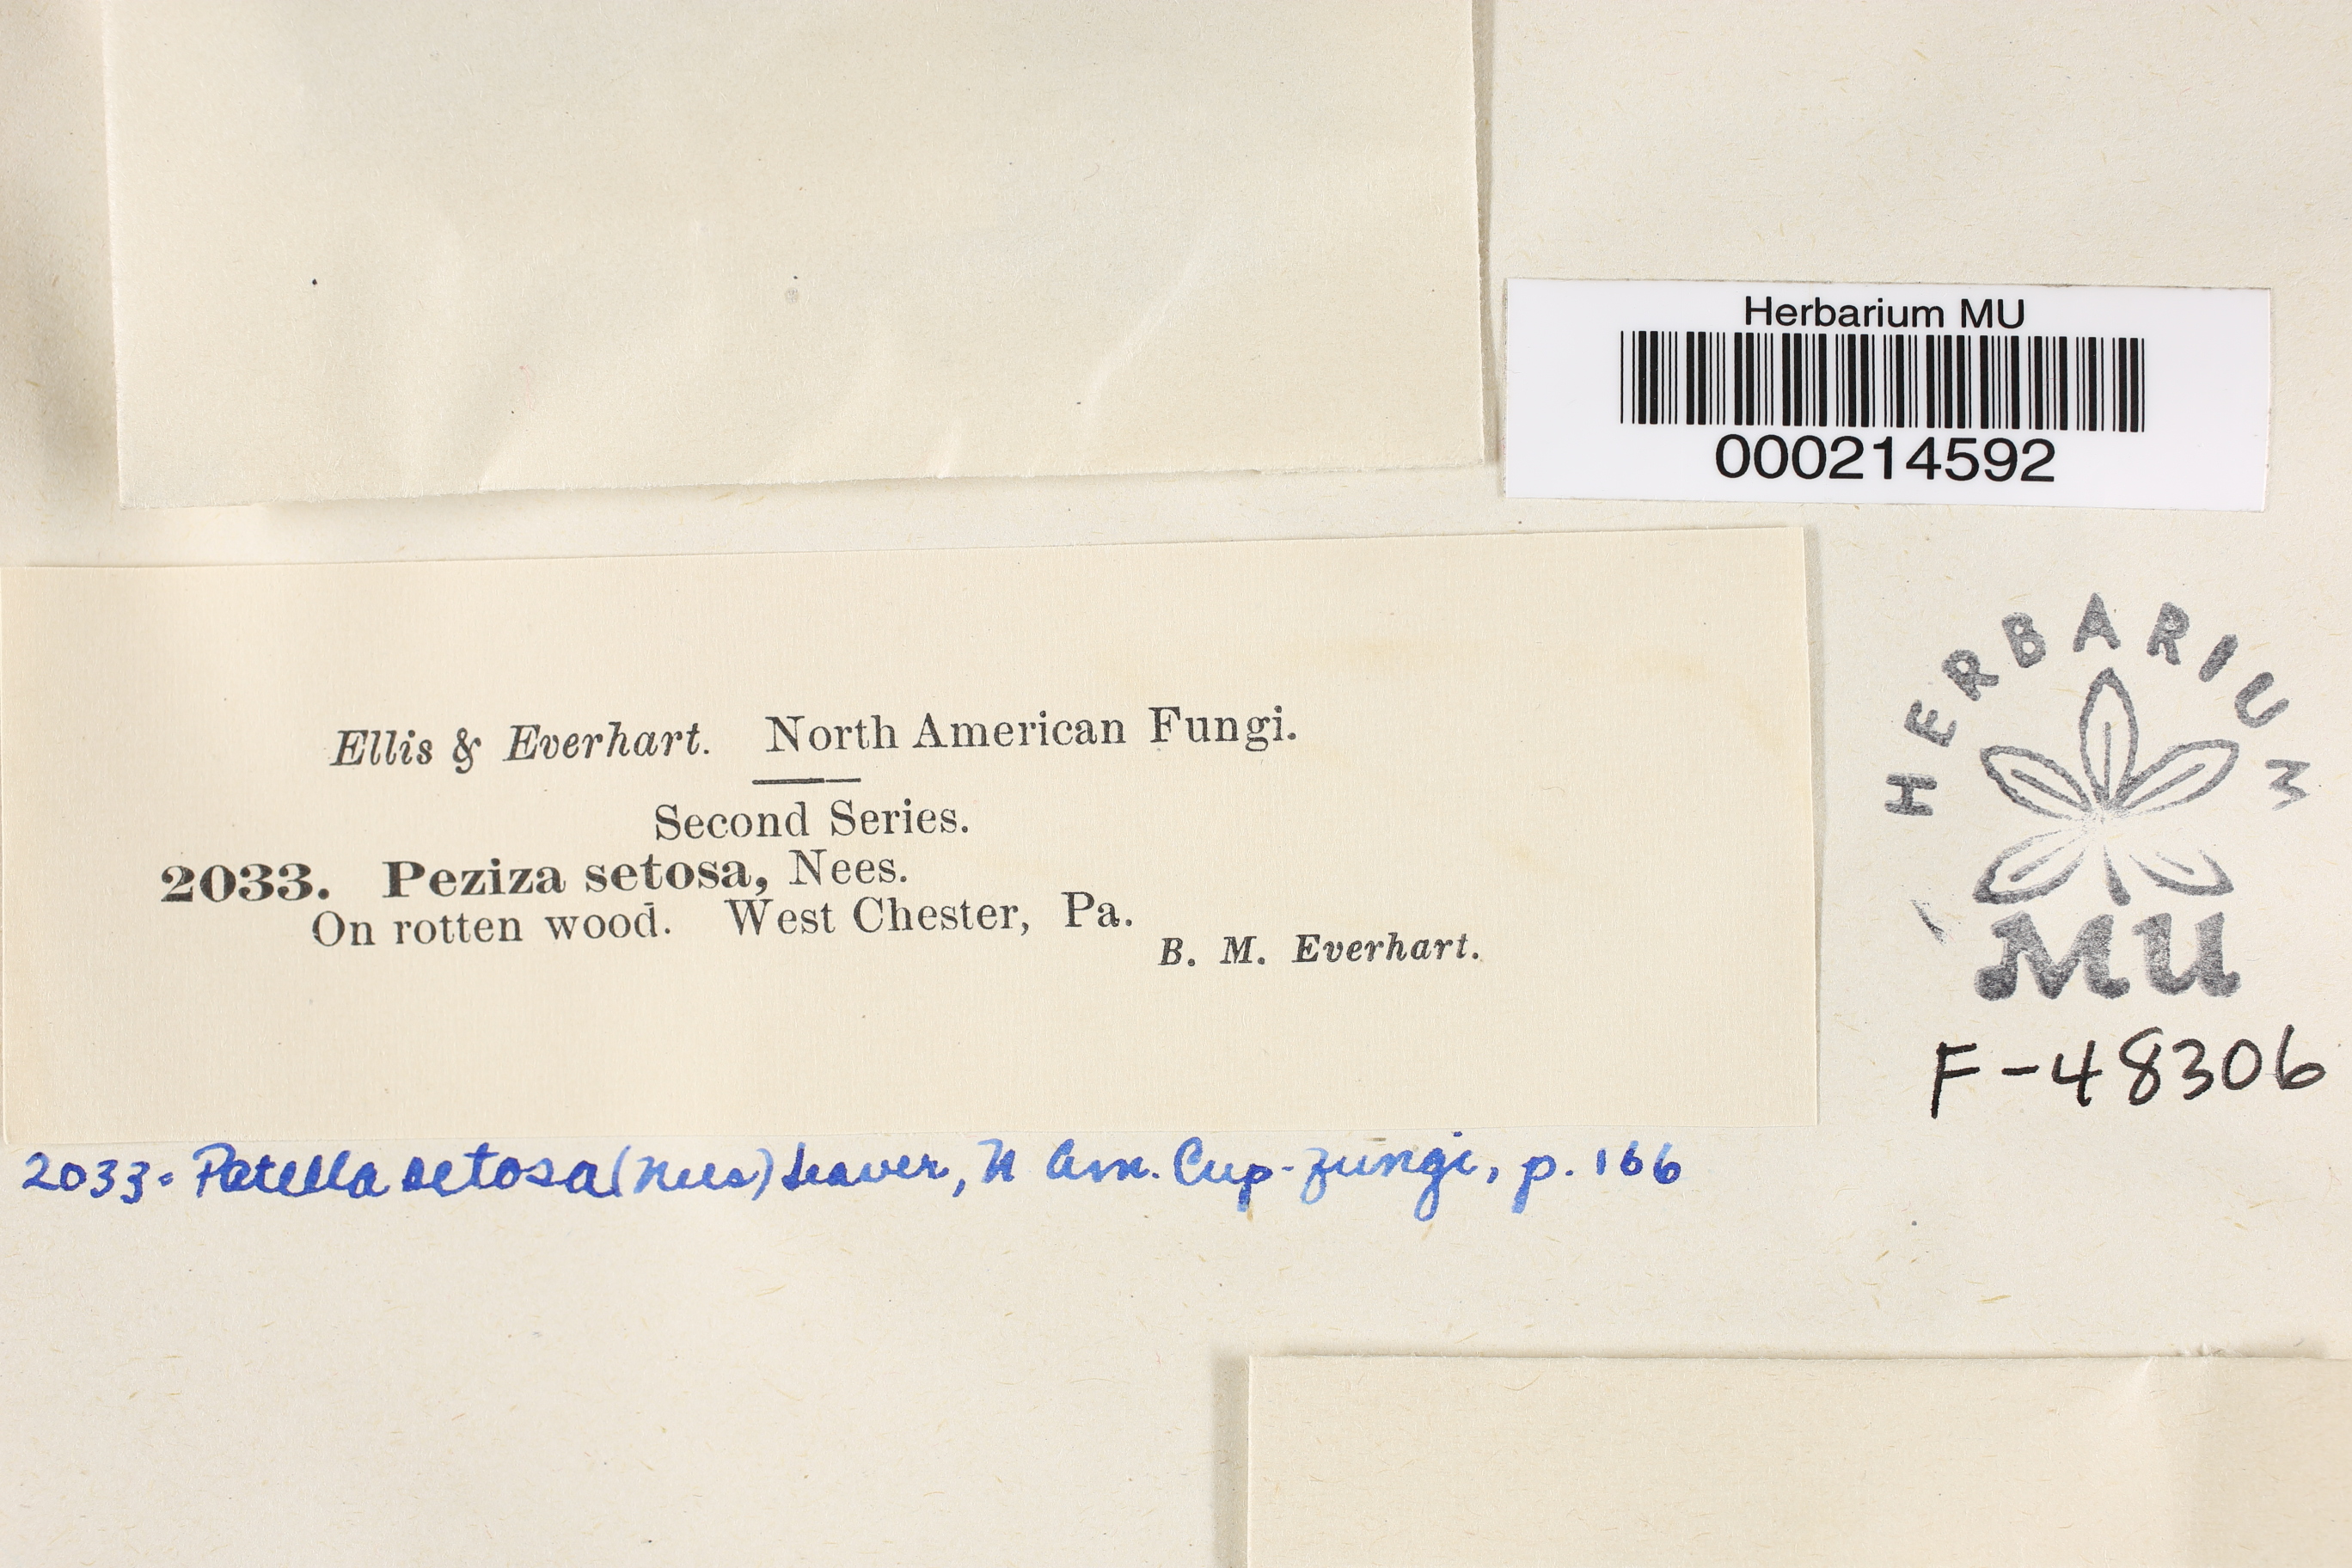 Herbarium MU
000214592
Ellis & Everhart. North American Fungi.
Second Series.
2033. Peziza setosa, Nees.
On rotten wood. West Chester, Pa.
B. M. Everhart.
HERBARIUM
MU
F-48306
2033 = Patella setosa (Nees) Seaver, N Am. Cup-Fungi, p. 166